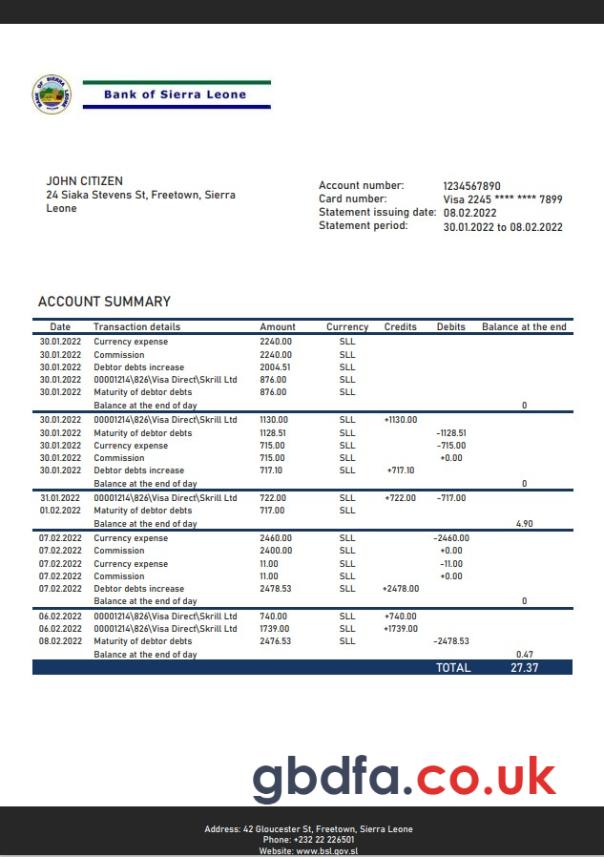 BANK OF SIERRA LEONE
Bank of Sierra Leone
JOHN CITIZEN
24 Siaka Stevens St, Freetown, Sierra
Leone
Account number: 1234567890
Card number: Visa 2245 **** **** 7899
Statement issuing date: 08.02.2022
Statement period: 30.01.2022 to 08.02.2022
ACCOUNT SUMMARY
Date Transaction details Amount Currency Credits Debits Balance at the end
30.01.2022 Currency expense 2240.00 SLL
30.01.2022 Commission 2240.00 SLL
30.01.2022 Debtor debts increase 2004.51 SLL
30.01.2022 00001214\826\Visa Direct\Skrill Ltd 876.00 SLL
30.01.2022 Maturity of debtor debts 876.00 SLL
Balance at the end of day 0
30.01.2022 00001214\826\Visa Direct\Skrill Ltd 1130.00 SLL +1130.00
30.01.2022 Maturity of debtor debts 1128.51 SLL -1128.51
30.01.2022 Currency expense 715.00 SLL -715.00
30.01.2022 Commission 715.00 SLL +0.00
30.01.2022 Debtor debts increase 717.10 SLL +717.10
Balance at the end of day 0
31.01.2022 00001214\826\Visa Direct\Skrill Ltd 722.00 SLL +722.00 -717.00
01.02.2022 Maturity of debtor debts 717.00 SLL
Balance at the end of day 4.90
07.02.2022 Currency expense 2460.00 SLL -2460.00
07.02.2022 Commission 2400.00 SLL +0.00
07.02.2022 Currency expense 11.00 SLL -11.00
07.02.2022 Commission 11.00 SLL +0.00
07.02.2022 Debtor debts increase 2478.53 SLL +2478.00
Balance at the end of day 0
06.02.2022 00001214\826\Visa Direct\Skrill Ltd 740.00 SLL +740.00
06.02.2022 00001214\826\Visa Direct\Skrill Ltd 1739.00 SLL +1739.00
08.02.2022 Maturity of debtor debts 2476.53 SLL -2478.53
Balance at the end of day 0.47
TOTAL 27.37
gbdfa.co.uk
Address: 42 Gloucester St, Freetown, Sierra Leone
Phone: +232 22 226501
Website: www.bsl.gov.sl